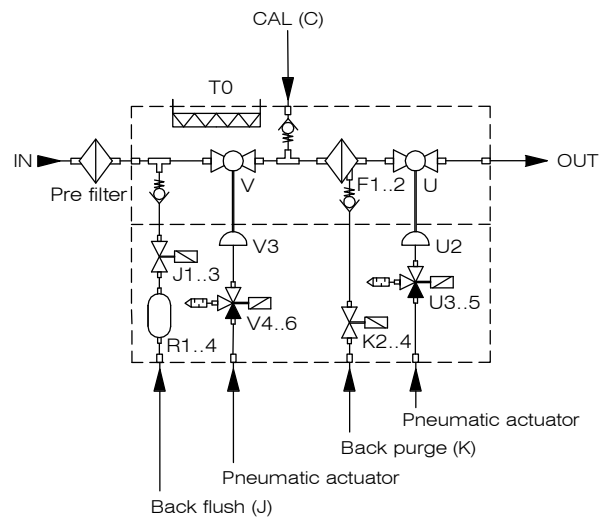 CAL (C)
T0
IN
OUT
Pre filter
V
F1..2
U
V3
U2
J1..3
V4..6
U3..5
R1..4
K2..4
Pneumatic actuator
Back purge (K)
Pneumatic actuator
Back flush (J)